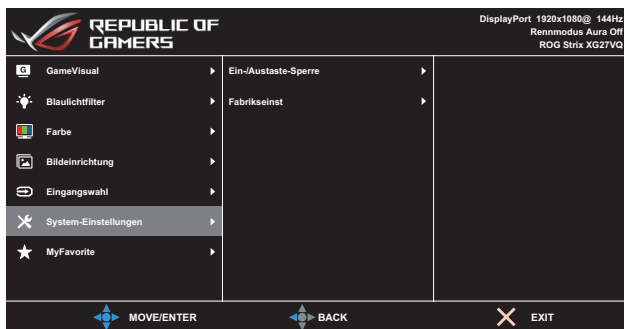 REPUBLIC OF
GAMERS
DisplayPort 1920x1080@ 144Hz
Rennmodus Aura Off
ROG Strix XG27VQ
G GameVisual
Blaulichtfilter
Farbe
Bildeinrichtung
Eingangswahl
System-Einstellungen
MyFavorite
Ein-/Austaste-Sperre
Fabrikseinst
MOVE/ENTER
BACK
EXIT